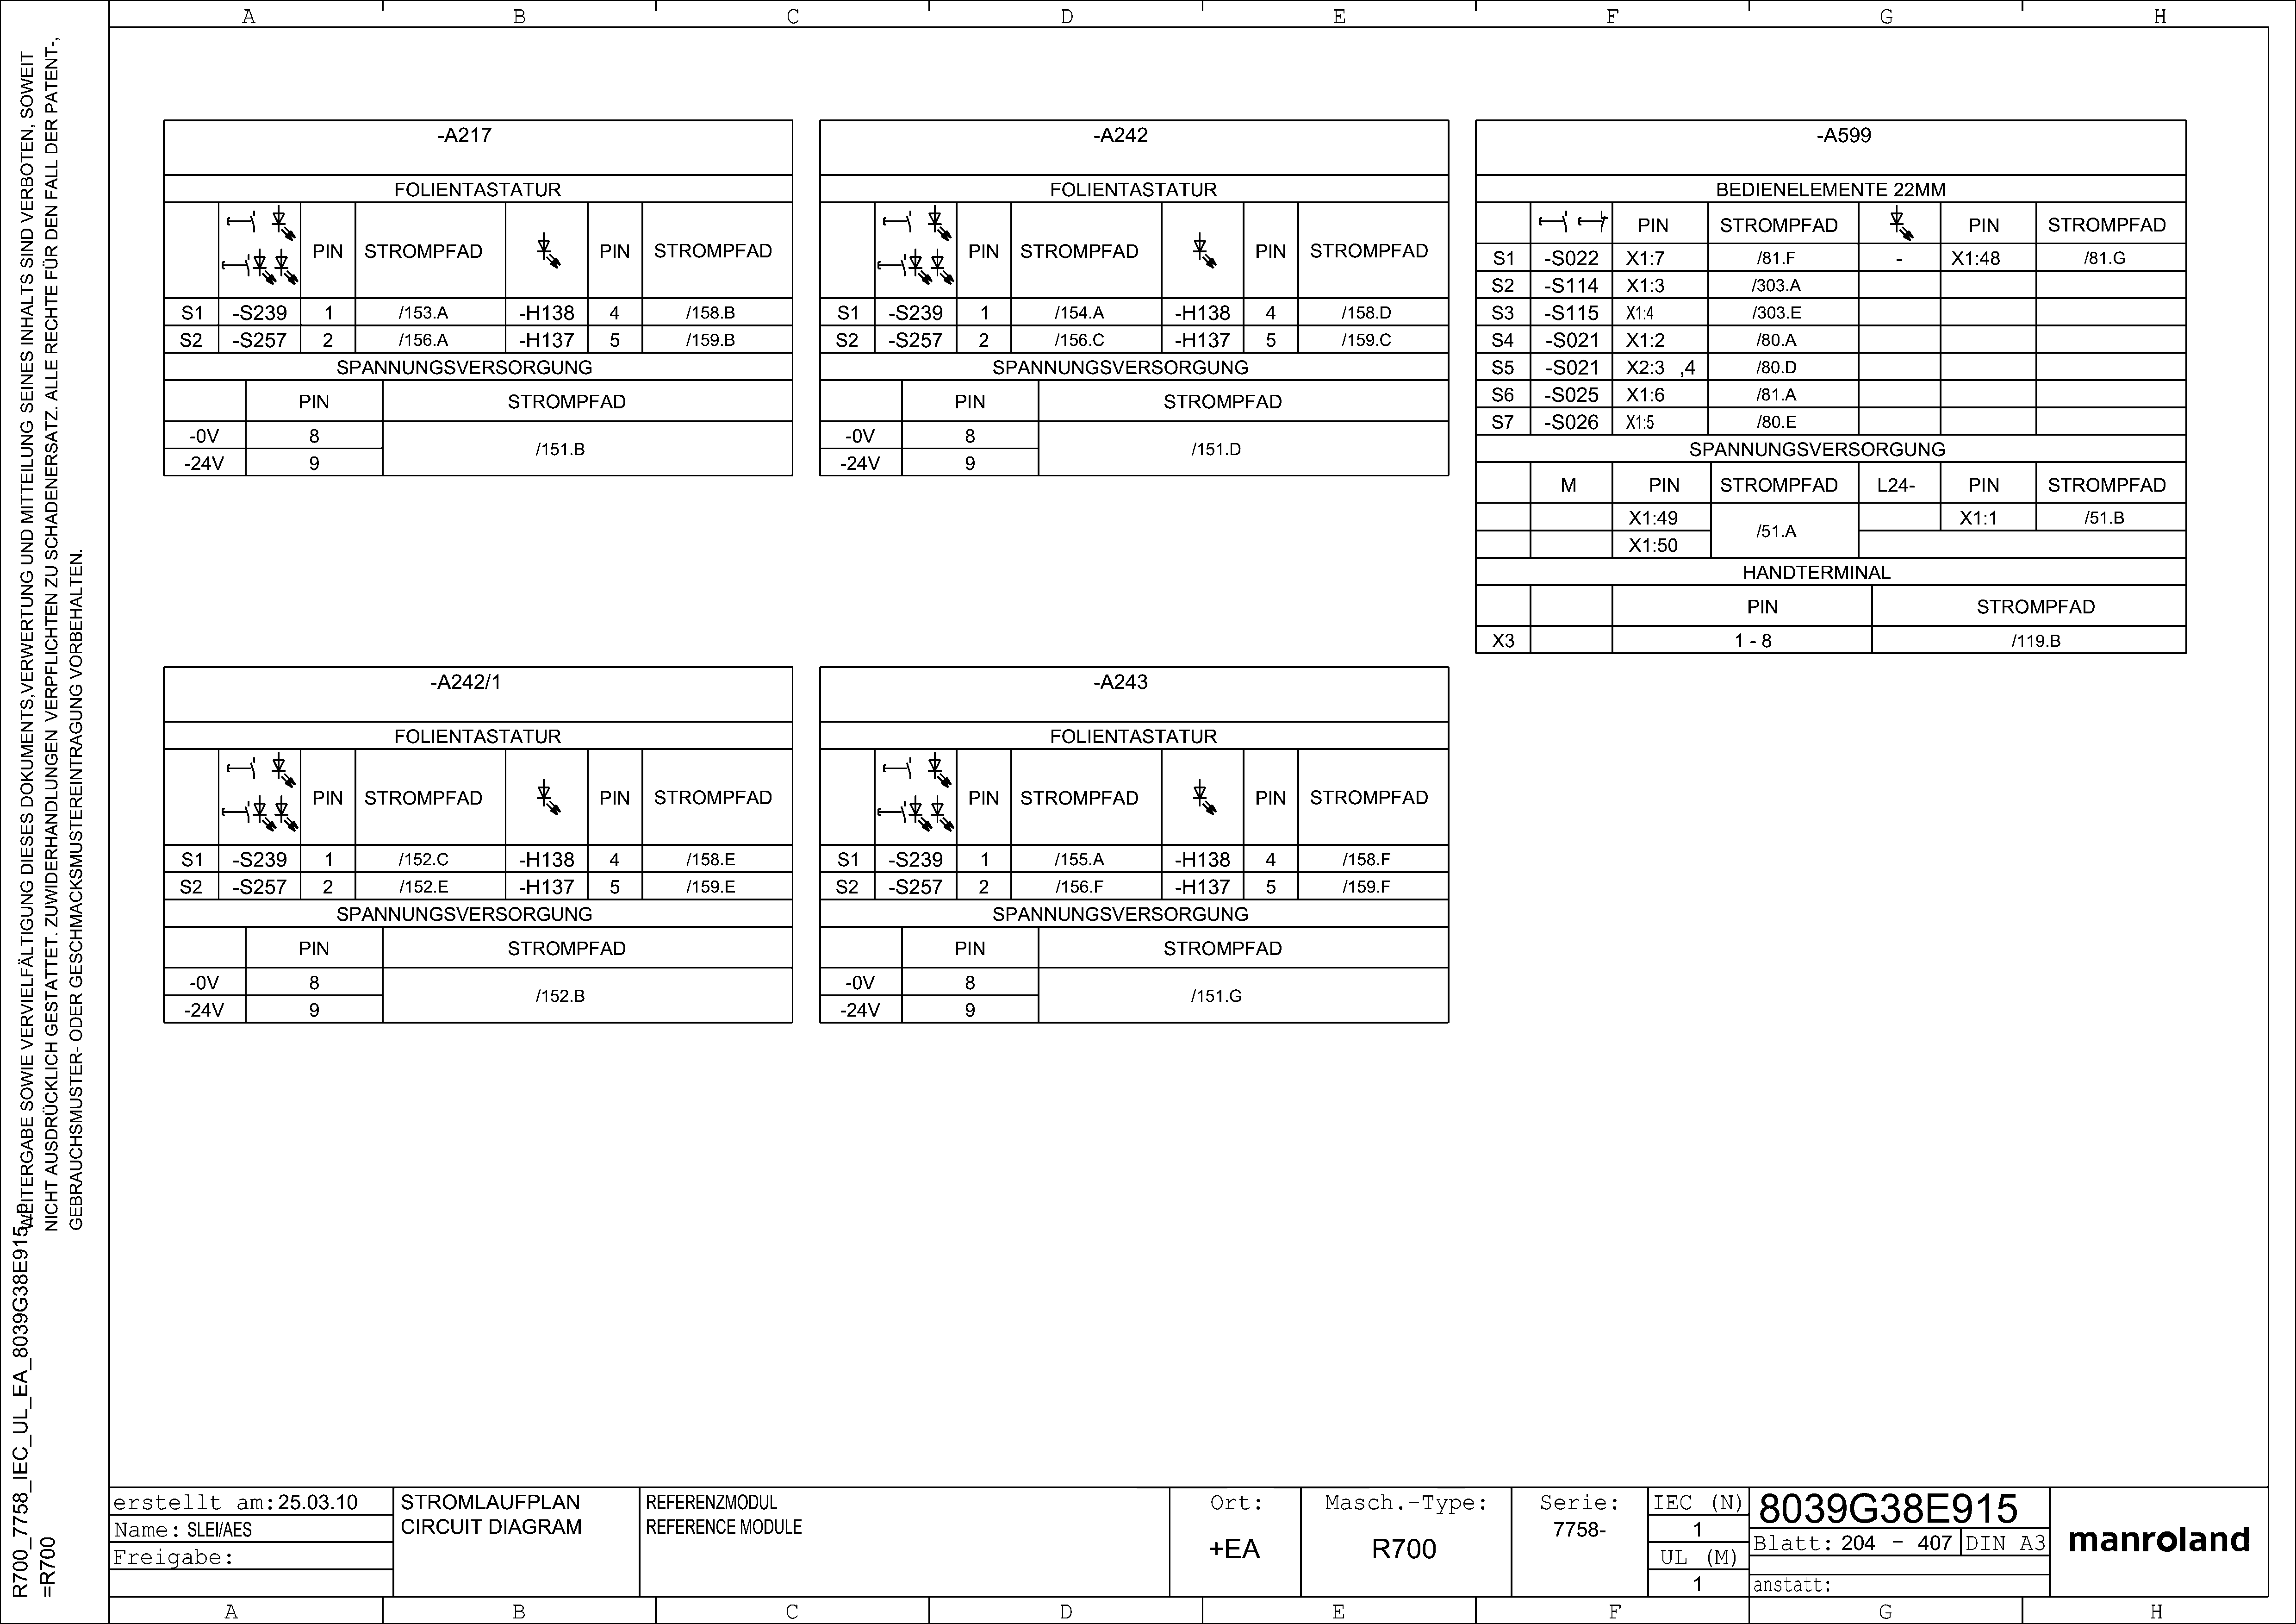 A B C D E F G H
WEITERGABE SOWIE VERVIELFÄLTIGUNG DIESES DOKUMENTS,VERWERTUNG UND MITTEILUNG SEINES INHALTS SIND VERBOTEN, SOWEIT
NICHT AUSDRÜCKLICH GESTATTET. ZUWIDERHANDLUNGEN VERPFLICHTEN ZU SCHADENERSATZ. ALLE RECHTE FÜR DEN FALL DER PATENT-,
GEBRAUCHSMUSTER- ODER GESCHMACKSMUSTEREINTRAGUNG VORBEHALTEN.
=R700
-A217
FOLIENTASTATUR
PIN STROMPFAD PIN STROMPFAD
S1 -S239 1 /153.A -H138 4 /158.B
S2 -S257 2 /156.A -H137 5 /159.B
SPANNUNGSVERSORGUNG
PIN STROMPFAD
-0V 8
/151.B
-24V 9
-A242
FOLIENTASTATUR
PIN STROMPFAD PIN STROMPFAD
S1 -S239 1 /154.A -H138 4 /158.D
S2 -S257 2 /156.C -H137 5 /159.C
SPANNUNGSVERSORGUNG
PIN STROMPFAD
-0V 8
/151.D
-24V 9
-A599
BEDIENELEMENTE 22MM
PIN STROMPFAD PIN STROMPFAD
S1 -S022 X1:7 /81.F - X1:48 /81.G
S2 -S114 X1:3 /303.A
S3 -S115 X1:4 /303.E
S4 -S021 X1:2 /80.A
S5 -S021 X2:3 ,4 /80.D
S6 -S025 X1:6 /81.A
S7 -S026 X1:5 /80.E
SPANNUNGSVERSORGUNG
M PIN STROMPFAD L24- PIN STROMPFAD
X1:49 X1:1 /51.B
/51.A
X1:50
HANDTERMINAL
PIN STROMPFAD
X3 1 - 8 /119.B
-A242/1
FOLIENTASTATUR
PIN STROMPFAD PIN STROMPFAD
S1 -S239 1 /152.C -H138 4 /158.E
S2 -S257 2 /152.E -H137 5 /159.E
SPANNUNGSVERSORGUNG
PIN STROMPFAD
-0V 8
/152.B
-24V 9
-A243
FOLIENTASTATUR
PIN STROMPFAD PIN STROMPFAD
S1 -S239 1 /155.A -H138 4 /158.F
S2 -S257 2 /156.F -H137 5 /159.F
SPANNUNGSVERSORGUNG
PIN STROMPFAD
-0V 8
/151.G
-24V 9
erstellt am: 25.03.10
Name: SLEI/AES
Freigabe:
STROMLAUFPLAN
CIRCUIT DIAGRAM
REFERENZMODUL
REFERENCE MODULE
Ort:
+EA
Masch.-Type:
R700
Serie:
7758-
IEC (N)
1
UL (M)
1
8039G38E915
Blatt: 204 - 407 DIN A3
anstatt:
manroland
A B C D E F G H